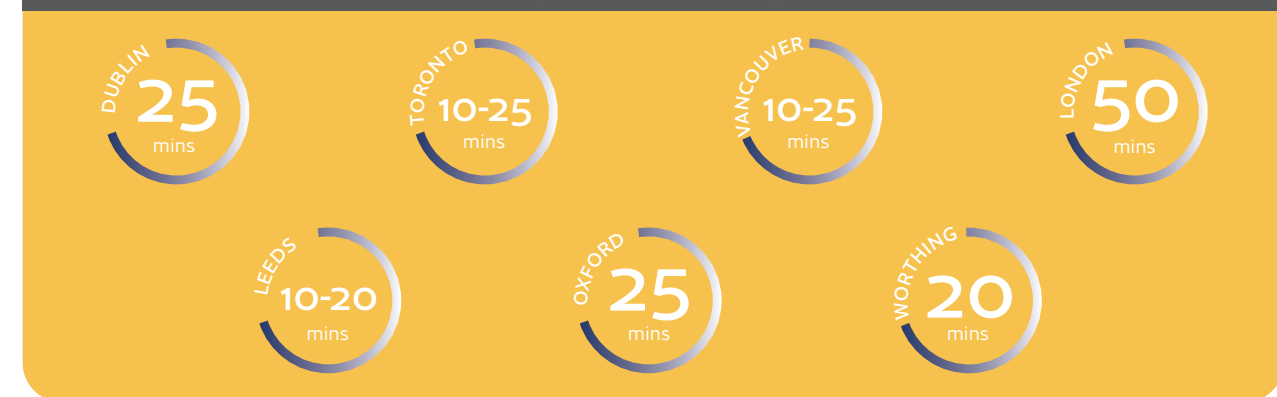 DUBLIN
25
mins
TORONTO
10-25
mins
VANCOUVER
10-25
mins
LONDON
50
mins
LEEDS
10-20
mins
OXFORD
25
mins
WORTHING
20
mins